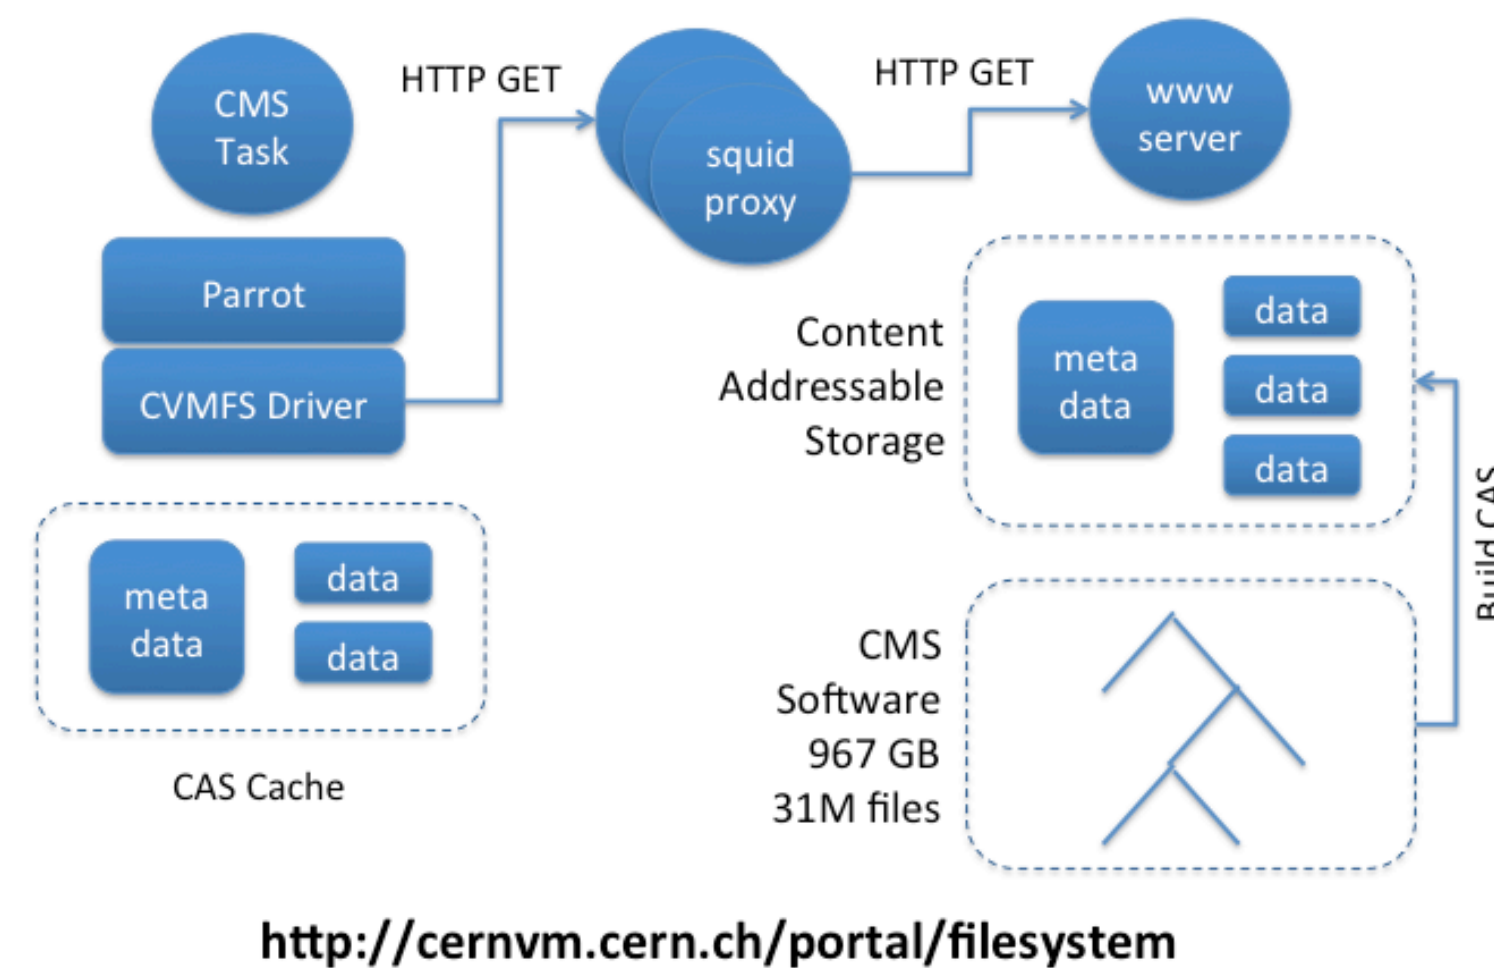 CMS
Task
HTTP GET
squid
proxy
HTTP GET
www
server
Parrot
CVMFS Driver
Content
Addressable
Storage
meta
data
data
data
data
Build CAS
meta
data
data
data
CAS Cache
CMS
Software
967 GB
31M files
http://cernvm.cern.ch/portal/filesystem